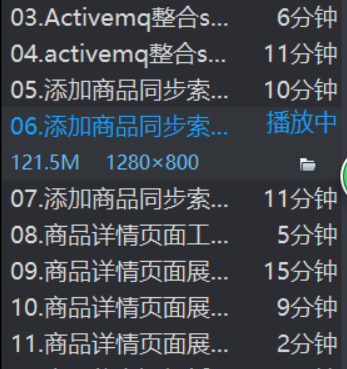 03.Activemq整合s... 6分钟
04.activemq整合s... 11分钟
05.添加商品同步索... 10分钟
06.添加商品同步索... 播放中
121.5M 1280×800
07.添加商品同步索... 11分钟
08.商品详情页面工... 5分钟
09.商品详情页面展... 15分钟
10.商品详情页面展... 9分钟
11.商品详情页面展... 2分钟